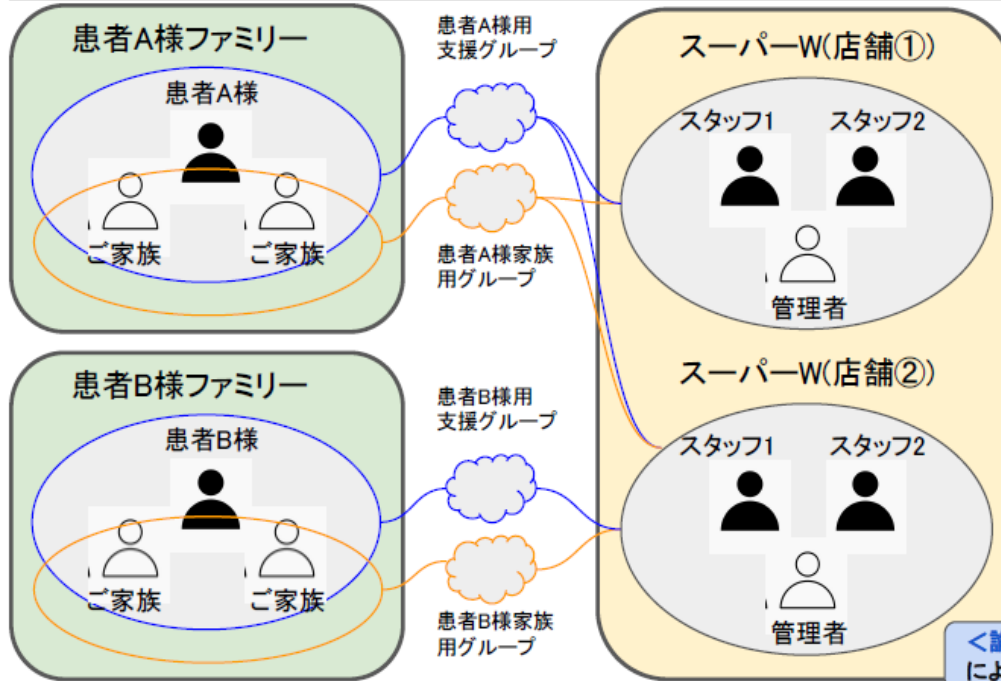 患者A様ファミリー
患者A様
ご家族
ご家族
患者A様用
支援グループ
患者A様家族
用グループ
スーパーW(店舗①)
スタッフ1
スタッフ2
管理者
患者B様ファミリー
患者B様
ご家族
ご家族
患者B様用
支援グループ
患者B様家族
用グループ
スーパーW(店舗②)
スタッフ1
スタッフ2
管理者
によ